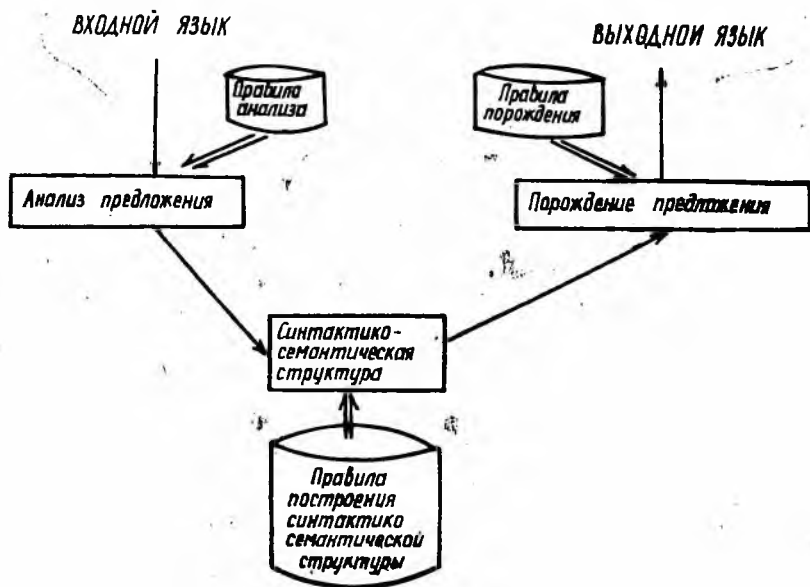 ВХОДНОЙ ЯЗЫК
ВЫХОДНОЙ ЯЗЫК
Правила
анализа
Правила
порождения
Анализ предложения
Порождение предложения
Синтактико-
семантическая
структура
Правила
построения
синтактико
семантической
структуры